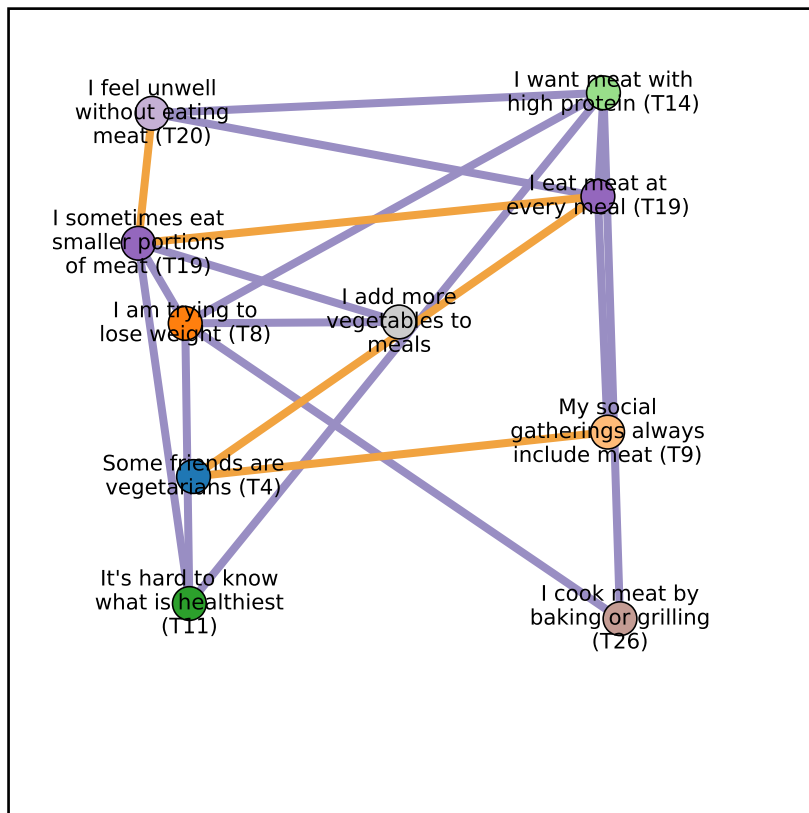 I feel unwell
without eating
meat (T20)
I want meat with
high protein (T14)
I eat meat at
every meal (T19)
I sometimes eat
smaller portions
of meat (T19)
I am trying to
lose weight (T8)
I add more
vegetables to
meals
My social
gatherings always
include meat (T9)
Some friends are
vegetarians (T4)
It's hard to know
what is healthiest
(T11)
I cook meat by
baking or grilling
(T26)